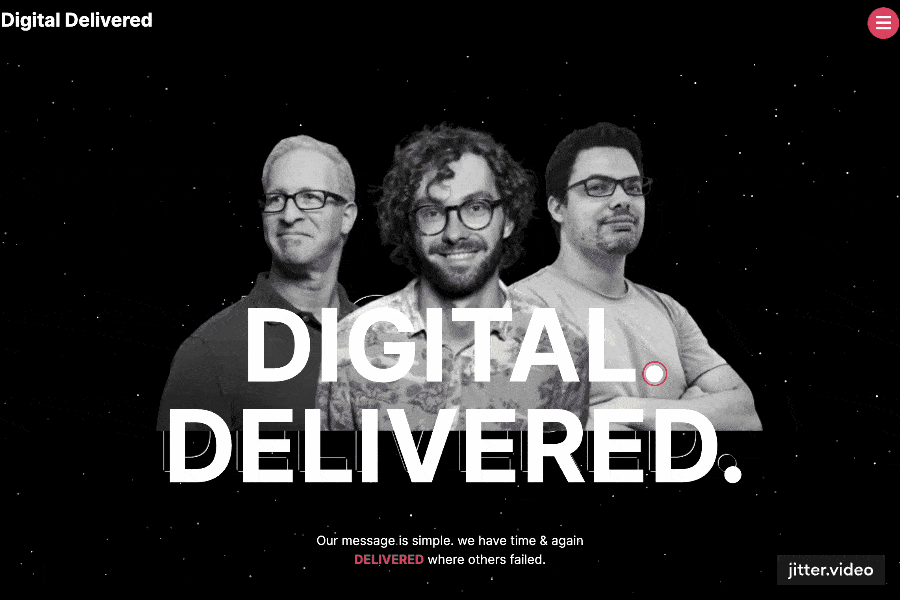 Digital Delivered
DIGITAL.
DELIVERED.
Our message is simple. we have time & again
DELIVERED where others failed.
jitter.video